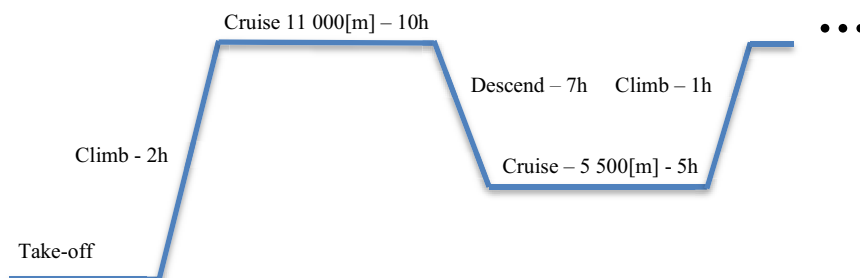 Cruise 11 000[m] – 10h
Descend – 7h
Climb – 1h
Climb - 2h
Cruise – 5 500[m] - 5h
Take-off